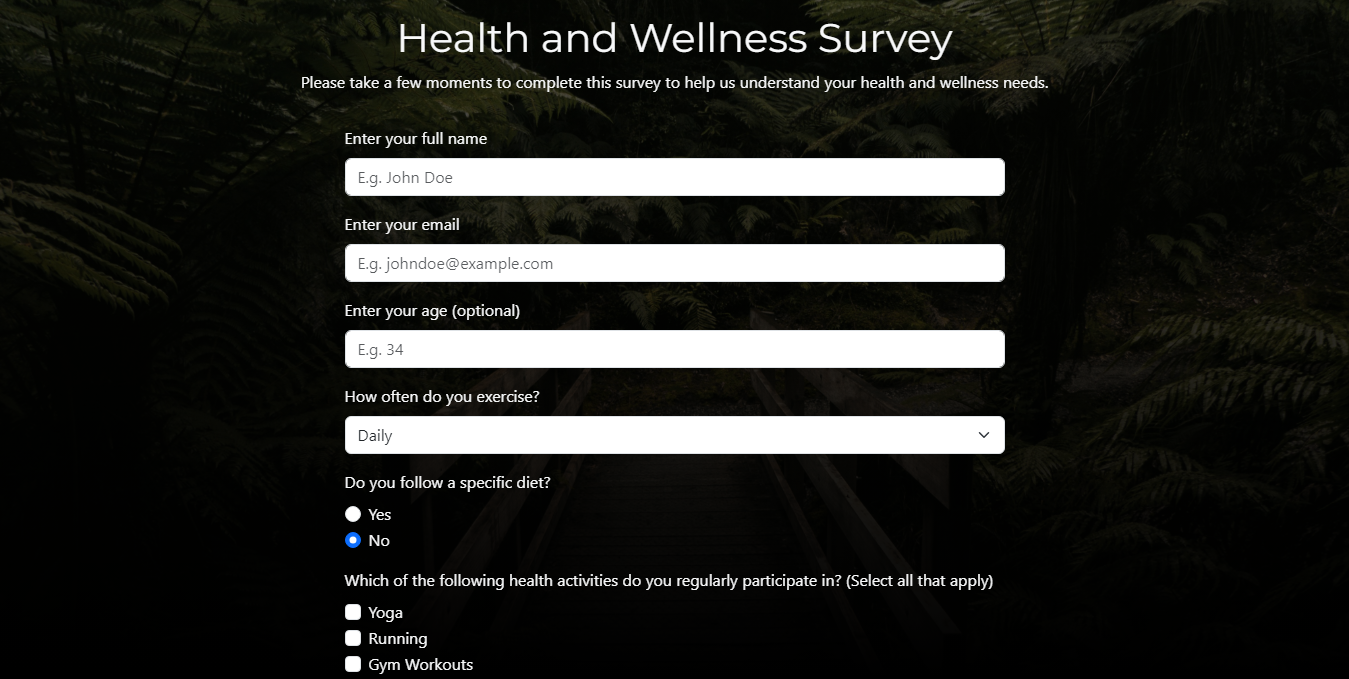 Health and Wellness Survey
Please take a few moments to complete this survey to help us understand your health and wellness needs.
Enter your full name
E.g. John Doe
Enter your email
E.g. johndoe@example.com
Enter your age (optional)
E.g. 34
How often do you exercise?
Daily
Do you follow a specific diet?
Yes
No
Which of the following health activities do you regularly participate in? (Select all that apply)
Yoga
Running
Gym Workouts